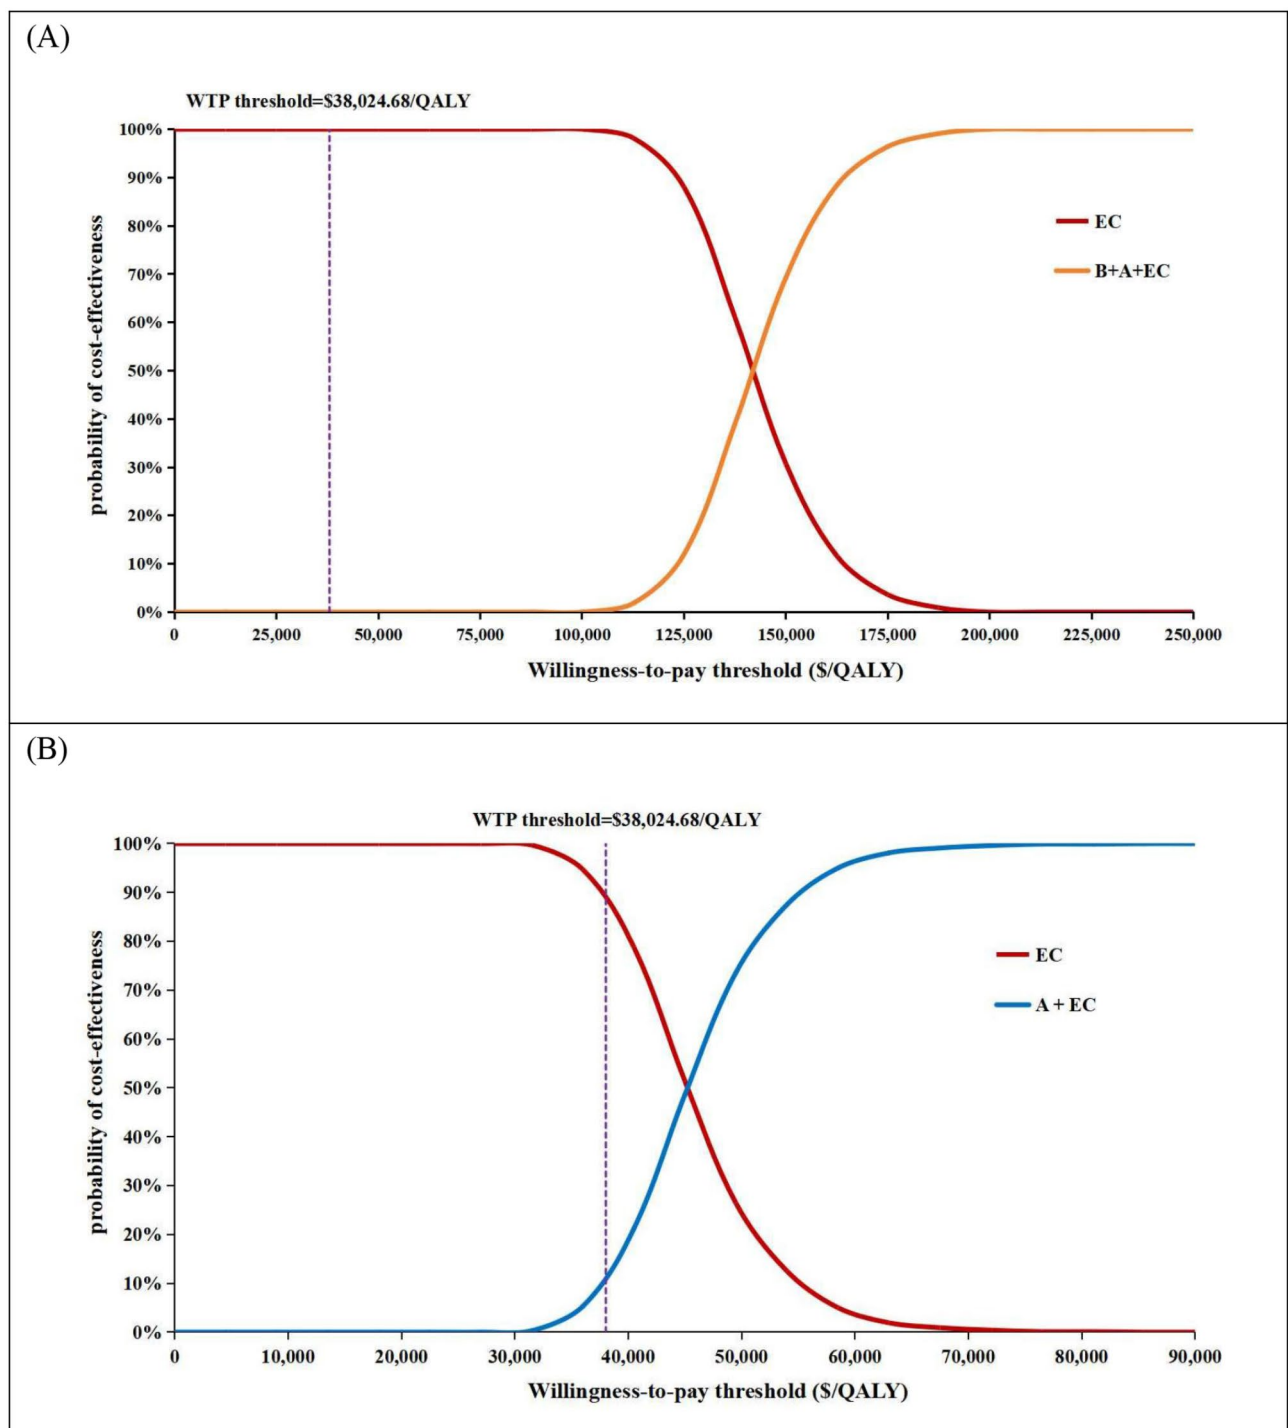 (A)
WTP threshold=$38,024.68/QALY
100%
90%
80%
70%
60%
50%
40%
30%
20%
10%
0%
probability of cost-effectiveness
EC
B+A+EC
0 25,000 50,000 75,000 100,000 125,000 150,000 175,000 200,000 225,000 250,000
Willingness-to-pay threshold ($/QALY)
(B)
WTP threshold=$38,024.68/QALY
100%
90%
80%
70%
60%
50%
40%
30%
20%
10%
0%
probability of cost-effectiveness
EC
A + EC
0 10,000 20,000 30,000 40,000 50,000 60,000 70,000 80,000 90,000
Willingness-to-pay threshold ($/QALY)